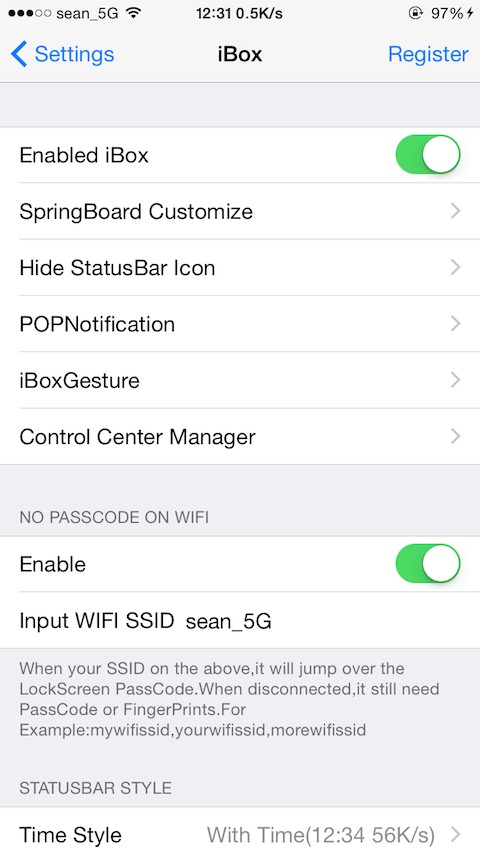 sean_5G 12:31 0.5K/s 97%
Settings iBox Register
Enabled iBox
SpringBoard Customize
Hide StatusBar Icon
POPNotification
iBoxGesture
Control Center Manager
NO PASSCODE ON WIFI
Enable
Input WIFI SSID sean_5G
When your SSID on the above,it will jump over the
LockScreen PassCode.When disconnected,it still need
PassCode or FingerPrints.For
Example:mywifissid,yourwifissid,morewifissid
STATUSBAR STYLE
Time Style With Time(12:34 56K/s)